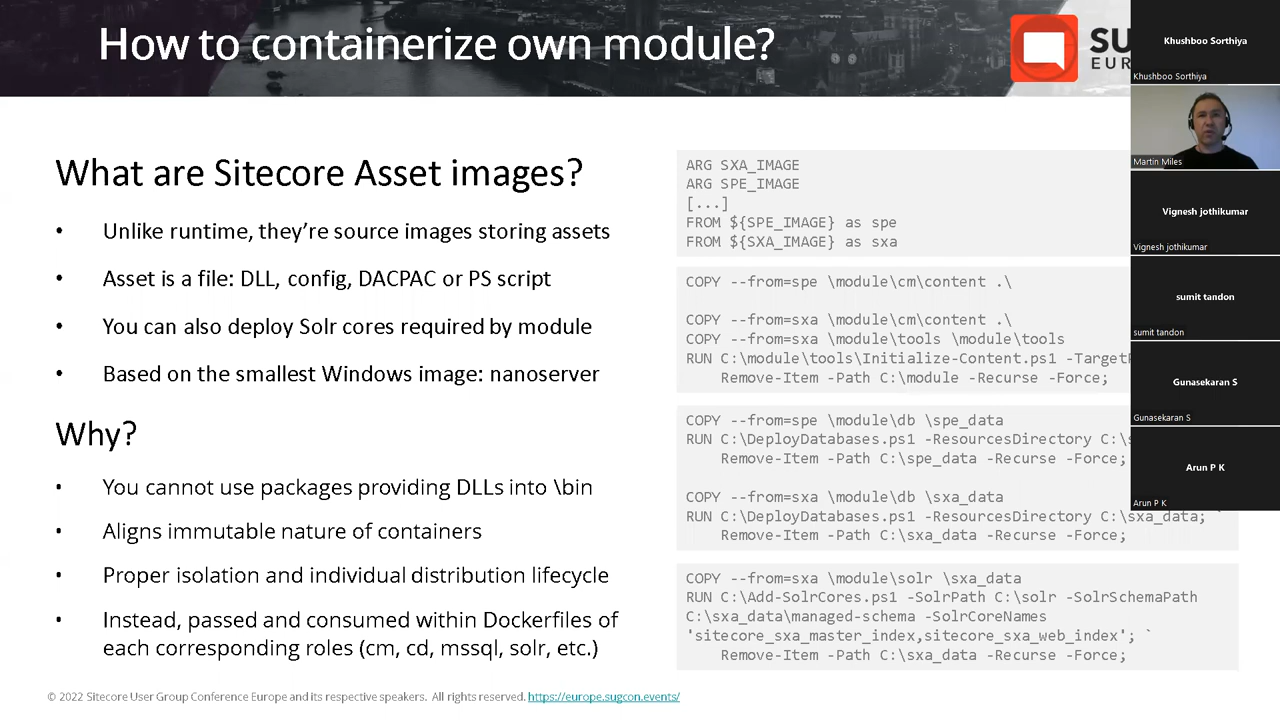 How to containerize own module?
SU
EUR
What are Sitecore Asset images?
• Unlike runtime, they're source images storing assets
• Asset is a file: DLL, config, DACPAC or PS script
• You can also deploy Solr cores required by module
• Based on the smallest Windows image: nanoserver
Why?
• You cannot use packages providing DLLs into \bin
• Aligns immutable nature of containers
• Proper isolation and individual distribution lifecycle
• Instead, passed and consumed within Dockerfiles of
each corresponding roles (cm, cd, mssql, solr, etc.)
ARG SXA_IMAGE
ARG SPE_IMAGE
[...]
FROM ${SPE_IMAGE} as spe
FROM ${SXA_IMAGE} as sxa
COPY --from=spe \module\cm\content .\
COPY --from=sxa \module\cm\content .\
COPY --from=sxa \module\tools \module\tools
RUN C:\module\tools\Initialize-Content.ps1 -Target
Remove-Item -Path C:\module -Recurse -Force;
COPY --from=spe \module\db \spe_data
RUN C:\DeployDatabases.ps1 -ResourcesDirectory C:\
Remove-Item -Path C:\spe_data -Recurse -Force;
COPY --from=sxa \module\db \sxa_data
RUN C:\DeployDatabases.ps1 -ResourcesDirectory C:\sxa_data; `
Remove-Item -Path C:\sxa_data -Recurse -Force;
COPY --from=sxa \module\solr \sxa_data
RUN C:\Add-SolrCores.ps1 -SolrPath C:\solr -SolrSchemaPath
C:\sxa_data\managed-schema -SolrCoreNames
'sitecore_sxa_master_index,sitecore_sxa_web_index'; `
Remove-Item -Path C:\sxa_data -Recurse -Force;
© 2022 Sitecore User Group Conference Europe and its respective speakers. All rights reserved. https://europe.sugcon.events/
Khushboo Sorthiya
Khushboo Sorthiya
Martin Miles
Vignesh jothikumar
Vignesh jothikumar
sumit tandon
sumit tandon
Gunasekaran S
Gunasekaran S
Arun P K
Arun P K